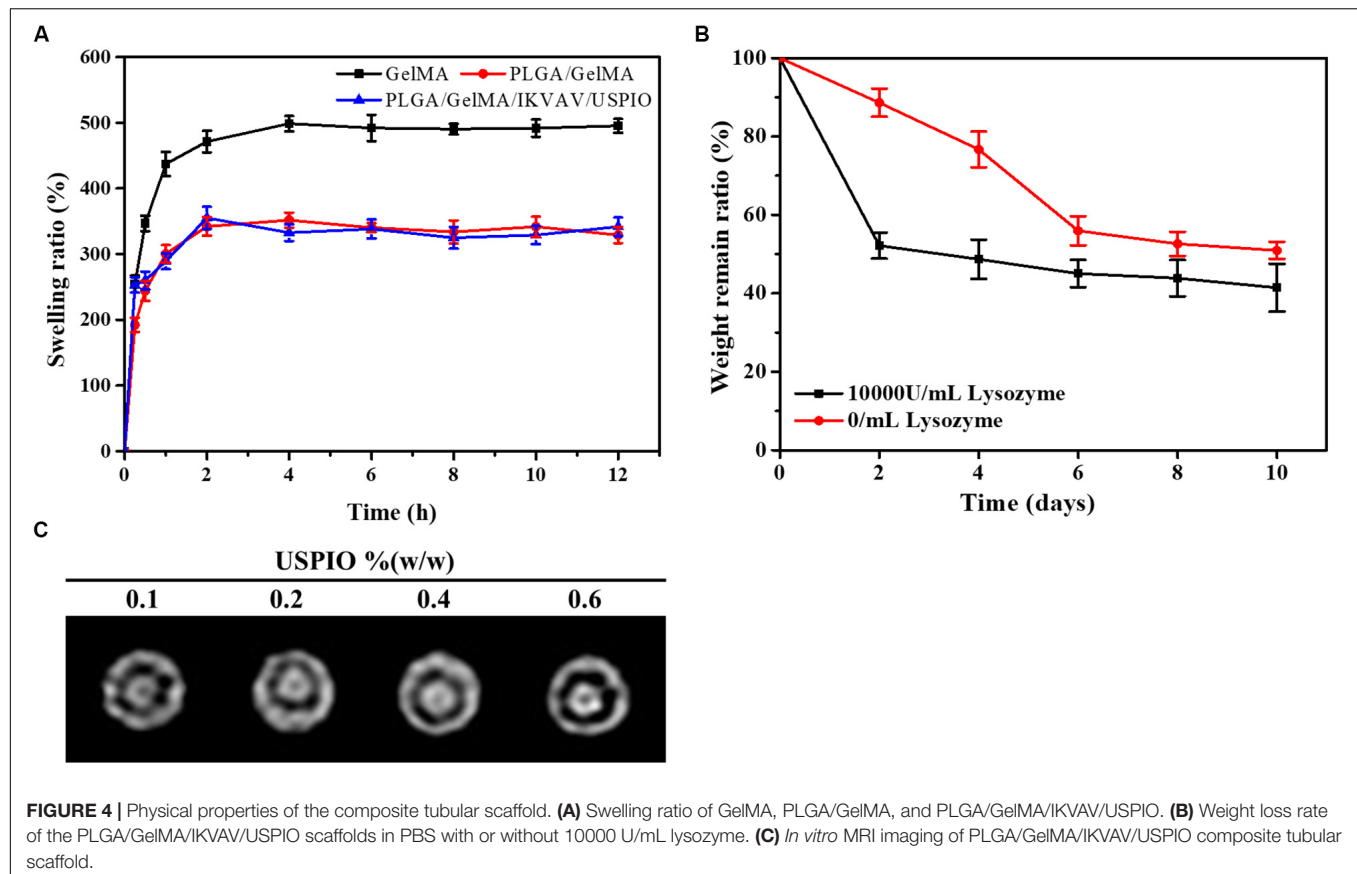 A
600
500
400
300
200
100
0
Swelling ratio (%)
GelMA PLGA/GelMA
PLGA/GelMA/IKVAV/USPIO
0 2 4 6 8 10 12
Time (h)
B
100
80
60
40
20
0
Weight remain ratio (%)
10000U/mL Lysozyme
0/mL Lysozyme
0 2 4 6 8 10
Time (days)
C
USPIO %(w/w)
0.1 0.2 0.4 0.6
FIGURE 4 | Physical properties of the composite tubular scaffold. (A) Swelling ratio of GelMA, PLGA/GelMA, and PLGA/GelMA/IKVAV/USPIO. (B) Weight loss rate
of the PLGA/GelMA/IKVAV/USPIO scaffolds in PBS with or without 10000 U/mL lysozyme. (C) In vitro MRI imaging of PLGA/GelMA/IKVAV/USPIO composite tubular
scaffold.